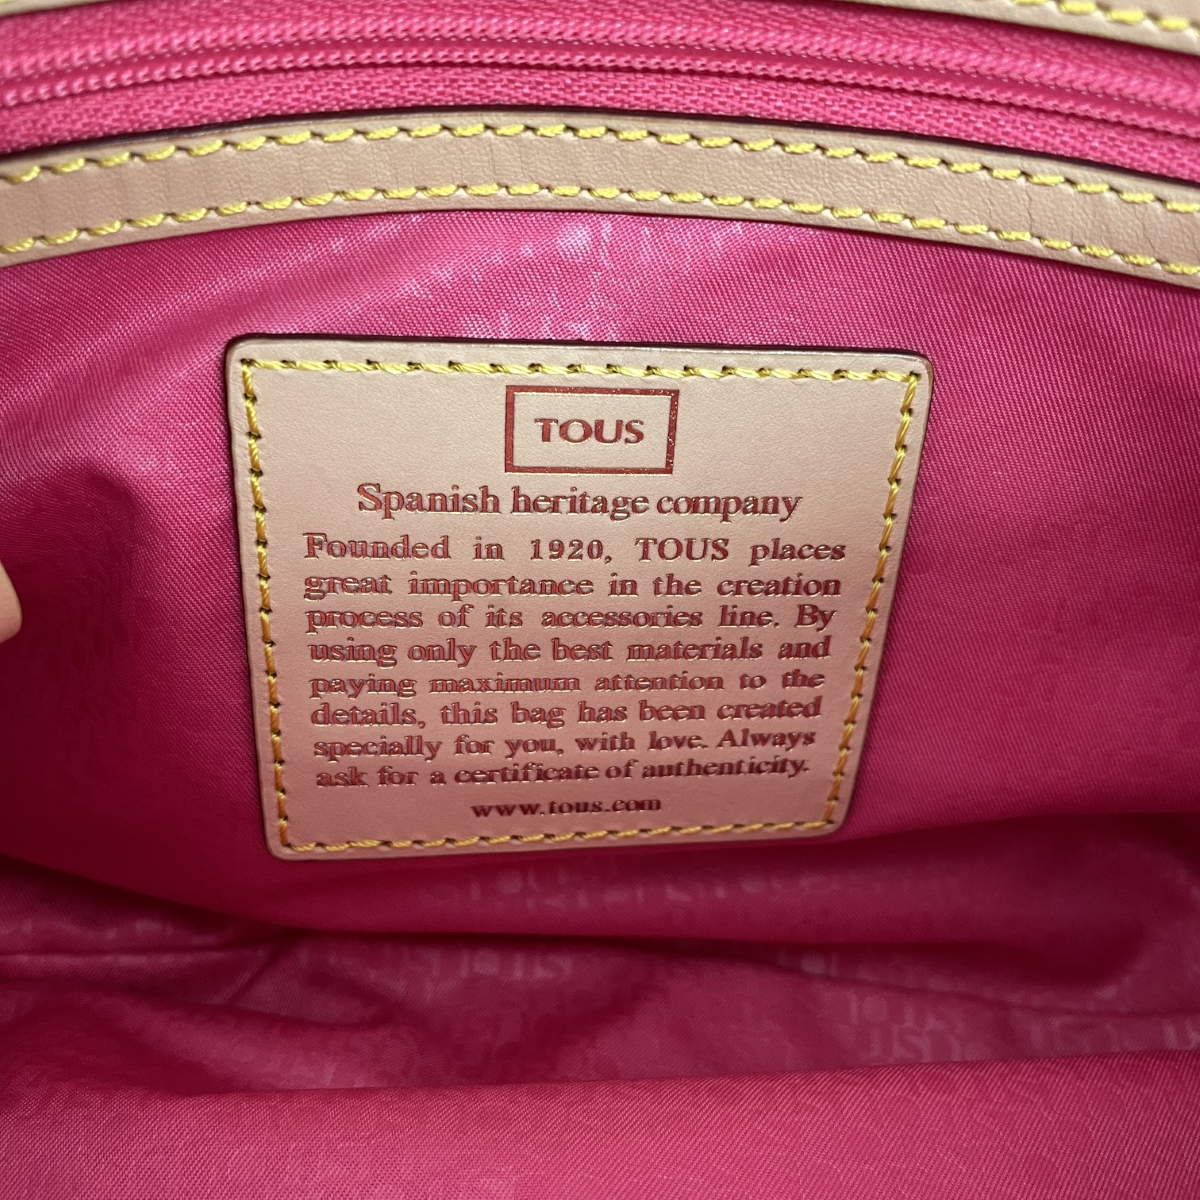 TOUS
Spanish heritage company
Founded in 1920, TOUS places
great importance in the creation
process of its accessories line. By
using only the best materials and
paying maximum attention to the
details, this bag has been created
specially for you, with love. Always
ask for a certificate of authenticity.
www.tous.com